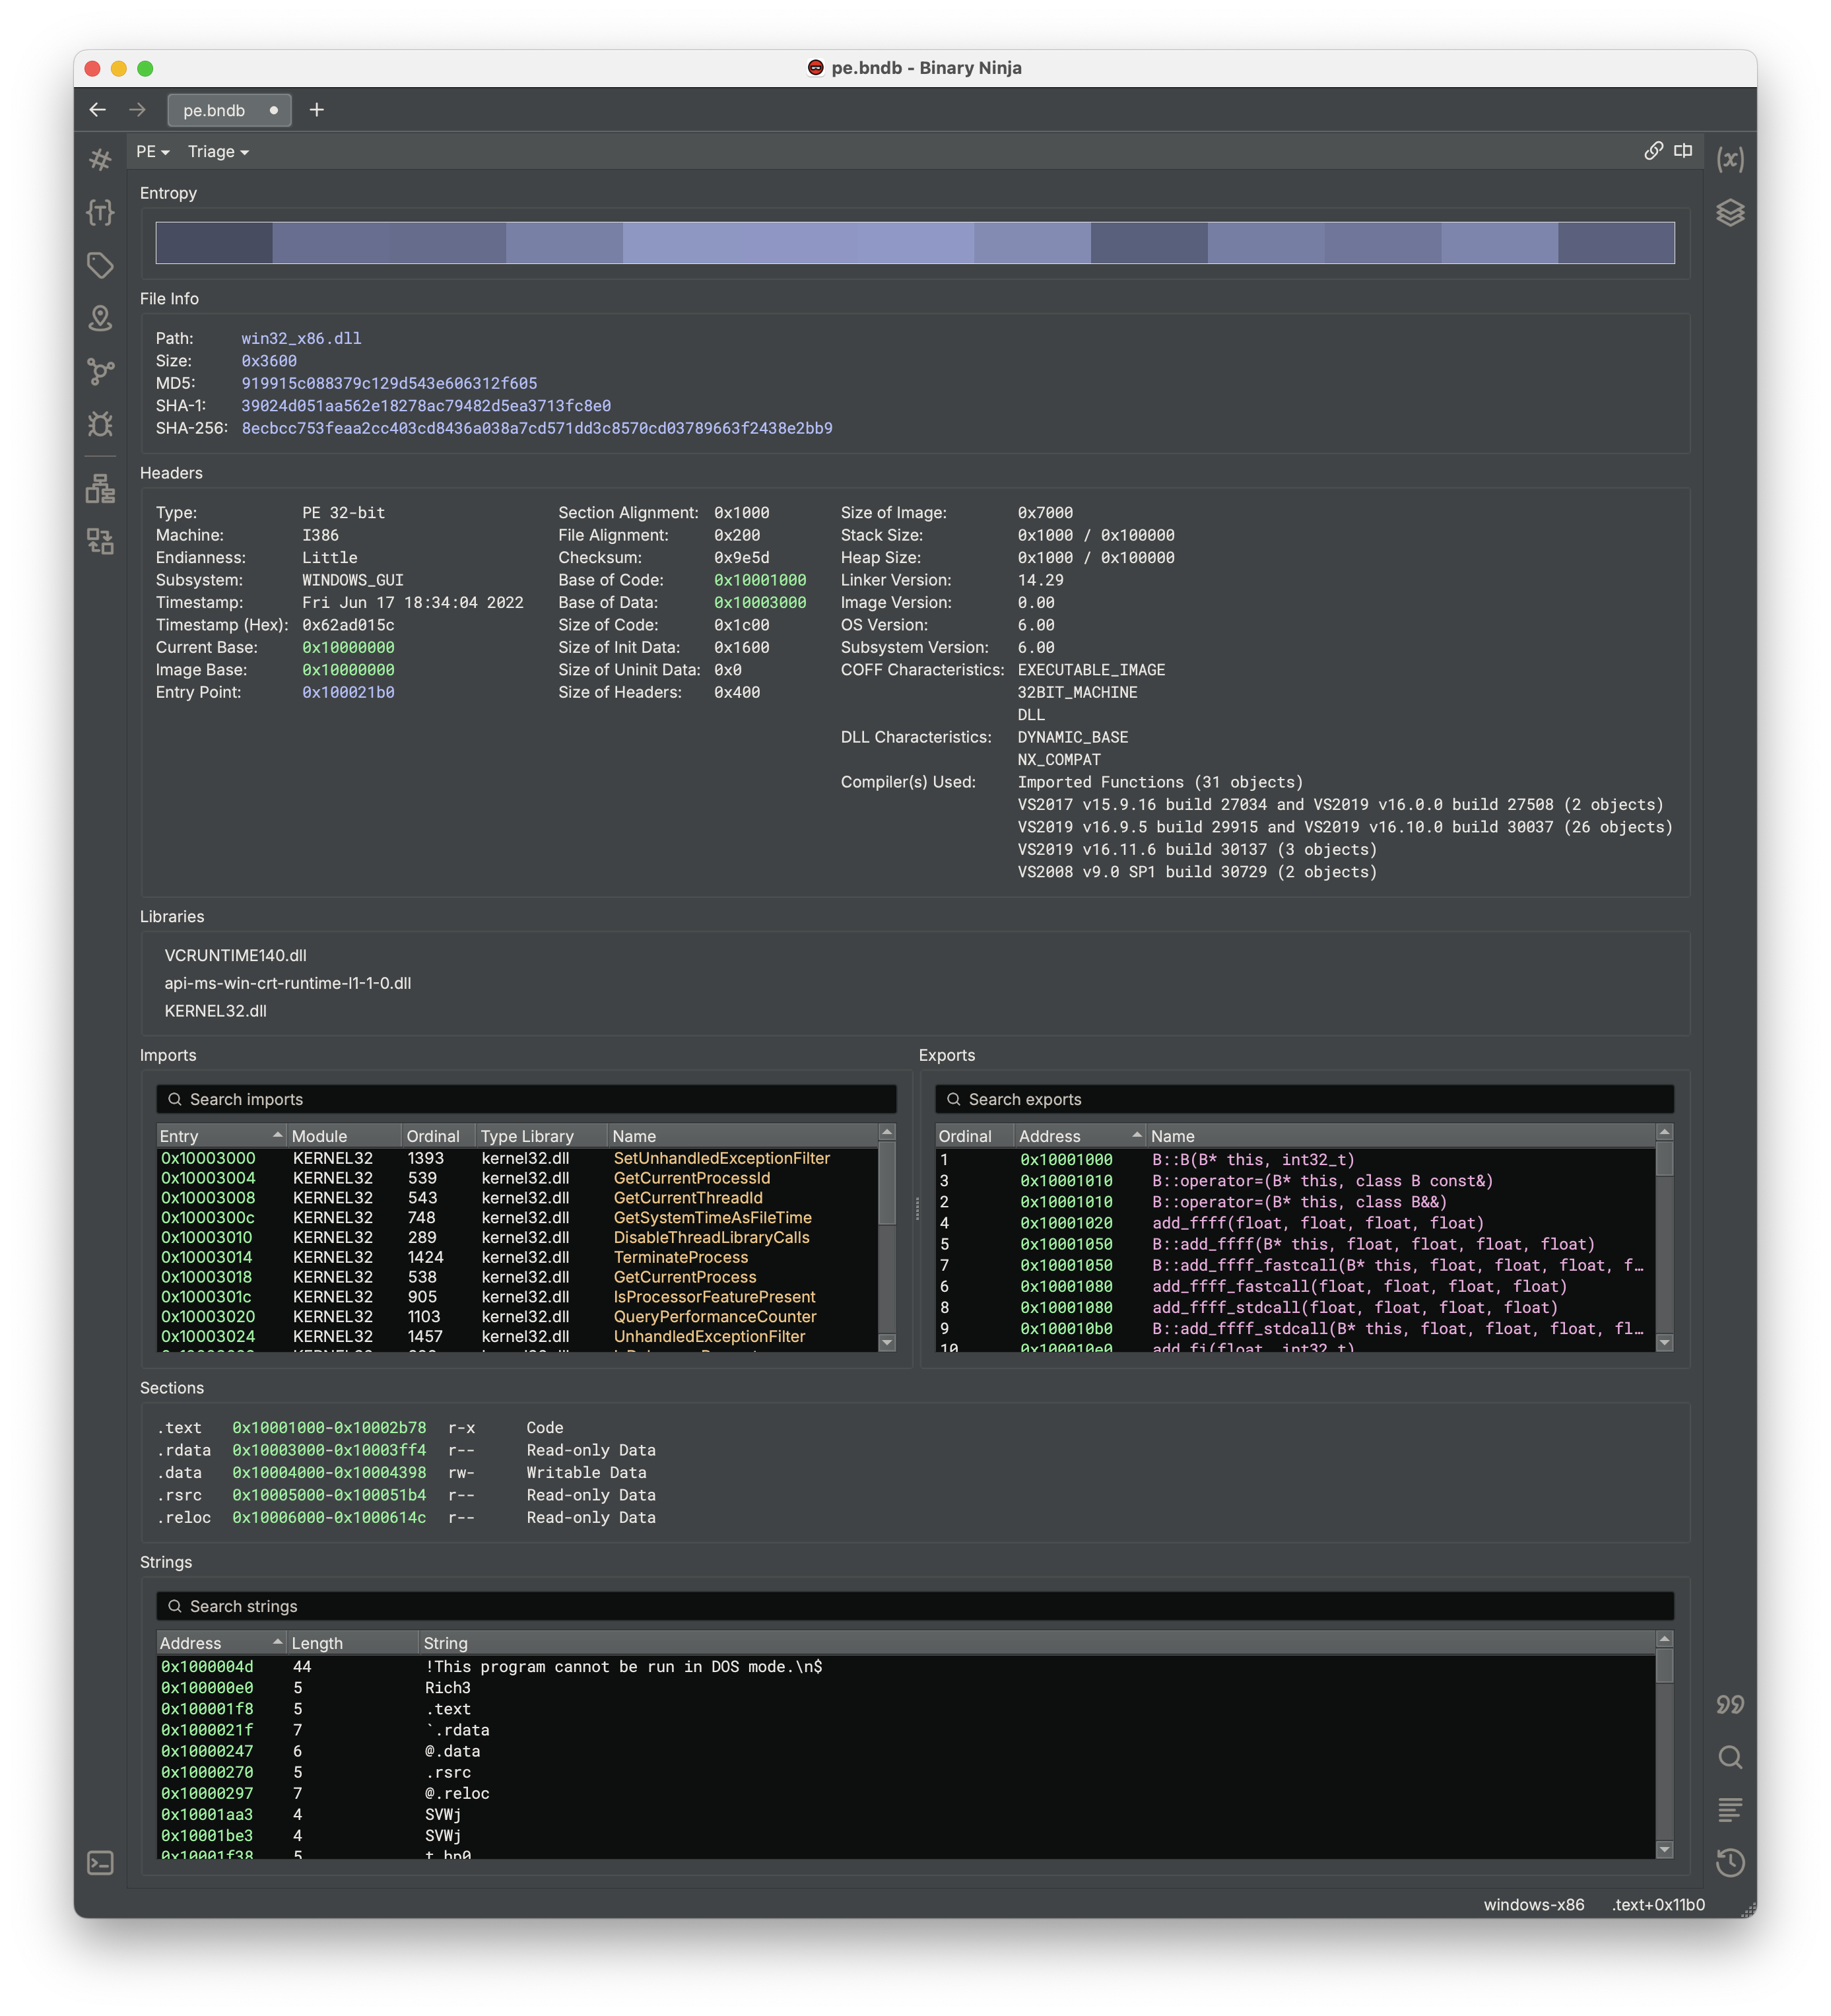 pe.bndb - Binary Ninja
pe.bndb
PE Triage
Entropy
File Info
Path: win32_x86.dll
Size: 0x3600
MD5: 919915c088379c129d543e606312f605
SHA-1: 39024d051aa562e18278ac79482d5ea3713fc8e0
SHA-256: 8ecbcc753feaa2cc403cd8436a038a7cd571dd3c8570cd03789663f2438e2bb9
Headers
Type: PE 32-bit Section Alignment: 0x1000 Size of Image: 0x7000
Machine: I386 File Alignment: 0x200 Stack Size: 0x1000 / 0x100000
Endianness: Little Checksum: 0x9e5d Heap Size: 0x1000 / 0x100000
Subsystem: WINDOWS_GUI Base of Code: 0x10001000 Linker Version: 14.29
Timestamp: Fri Jun 17 18:34:04 2022 Base of Data: 0x10003000 Image Version: 0.00
Timestamp (Hex): 0x62ad015c Size of Code: 0x1c00 OS Version: 6.00
Current Base: 0x10000000 Size of Init Data: 0x1600 Subsystem Version: 6.00
Image Base: 0x10000000 Size of Uninit Data: 0x0 COFF Characteristics: EXECUTABLE_IMAGE
Entry Point: 0x100021b0 Size of Headers: 0x400 32BIT_MACHINE
DLL
DLL Characteristics: DYNAMIC_BASE
NX_COMPAT
Compiler(s) Used: Imported Functions (31 objects)
VS2017 v15.9.16 build 27034 and VS2019 v16.0.0 build 27508 (2 objects)
VS2019 v16.9.5 build 29915 and VS2019 v16.10.0 build 30037 (26 objects)
VS2019 v16.11.6 build 30137 (3 objects)
VS2008 v9.0 SP1 build 30729 (2 objects)
Libraries
VCRUNTIME140.dll
api-ms-win-crt-runtime-l1-1-0.dll
KERNEL32.dll
Imports
Search imports
Entry Module Ordinal Type Library Name
0x10003000 KERNEL32 1393 kernel32.dll SetUnhandledExceptionFilter
0x10003004 KERNEL32 539 kernel32.dll GetCurrentProcessId
0x10003008 KERNEL32 543 kernel32.dll GetCurrentThreadId
0x1000300c KERNEL32 748 kernel32.dll GetSystemTimeAsFileTime
0x10003010 KERNEL32 289 kernel32.dll DisableThreadLibraryCalls
0x10003014 KERNEL32 1424 kernel32.dll TerminateProcess
0x10003018 KERNEL32 538 kernel32.dll GetCurrentProcess
0x1000301c KERNEL32 905 kernel32.dll IsProcessorFeaturePresent
0x10003020 KERNEL32 1103 kernel32.dll QueryPerformanceCounter
0x10003024 KERNEL32 1457 kernel32.dll UnhandledExceptionFilter
Exports
Search exports
Ordinal Address Name
1 0x10001000 B::B(B* this, int32_t)
3 0x10001010 B::operator=(B* this, class B const&)
2 0x10001010 B::operator=(B* this, class B&&)
4 0x10001020 add_ffff(float, float, float, float)
5 0x10001050 B::add_ffff(B* this, float, float, float, float)
7 0x10001050 B::add_ffff_fastcall(B* this, float, float, float, f…
6 0x10001080 add_ffff_fastcall(float, float, float, float)
8 0x10001080 add_ffff_stdcall(float, float, float, float)
9 0x100010b0 B::add_ffff_stdcall(B* this, float, float, float, fl…
10 0x100010e0 add_fi(float, int32_t)
Sections
.text 0x10001000-0x10002b78 r-x Code
.rdata 0x10003000-0x10003ff4 r-- Read-only Data
.data 0x10004000-0x10004398 rw- Writable Data
.rsrc 0x10005000-0x100051b4 r-- Read-only Data
.reloc 0x10006000-0x1000614c r-- Read-only Data
Strings
Search strings
Address Length String
0x1000004d 44 !This program cannot be run in DOS mode.\n$
0x100000e0 5 Rich3
0x100001f8 5 .text
0x1000021f 7 `.rdata
0x10000247 6 @.data
0x10000270 5 .rsrc
0x10000297 7 @.reloc
0x10001aa3 4 SVWj
0x10001be3 4 SVWj
0x10001f38 5
windows-x86 .text+0x11b0